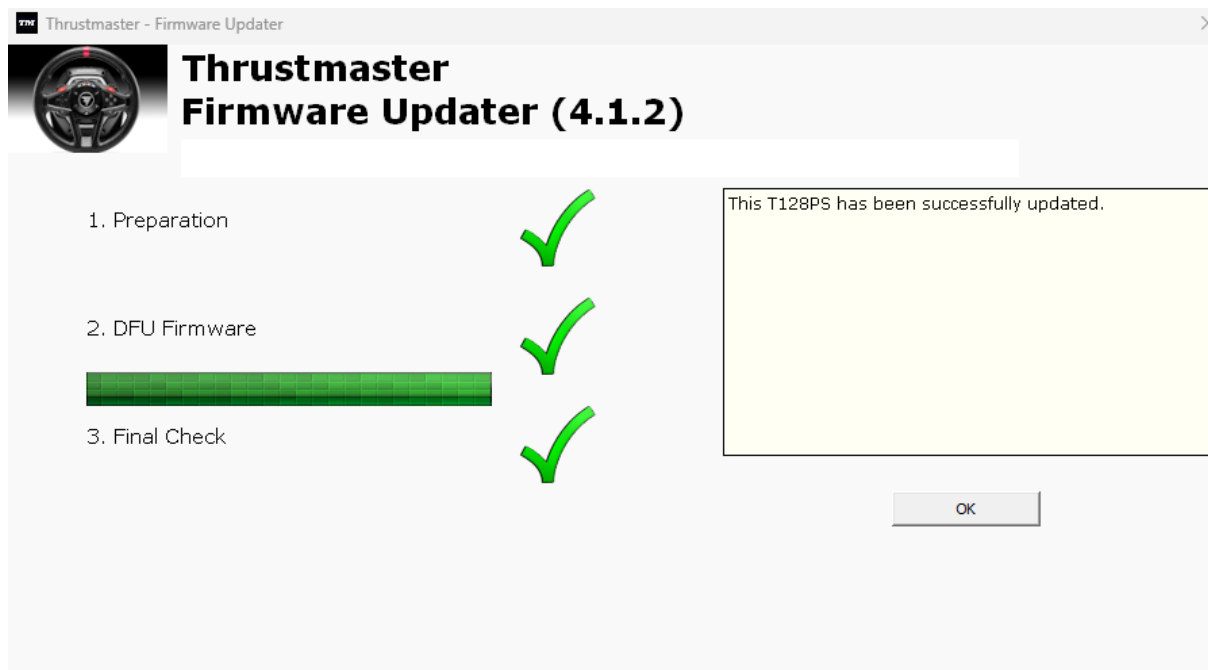 TM Thrustmaster - Firmware Updater
Thrustmaster
Firmware Updater (4.1.2)
1. Preparation
This T128PS has been successfully updated.
2. DFU Firmware
3. Final Check
OK